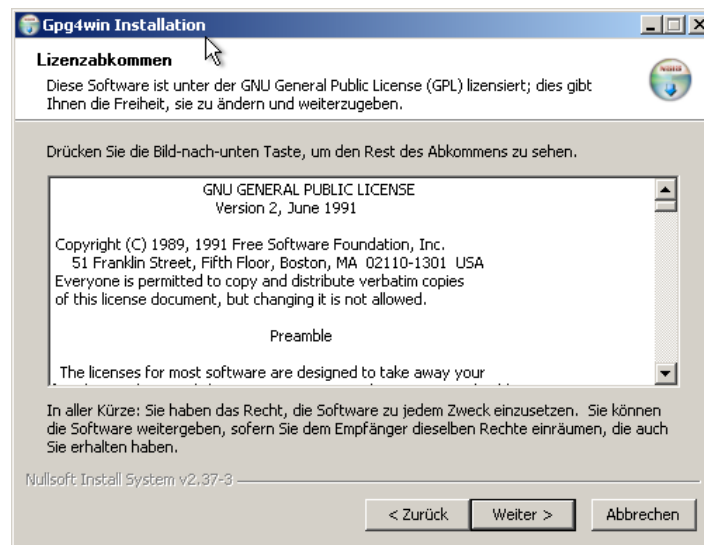 Gpg4win Installation
Lizenzabkommen
Diese Software ist unter der GNU General Public License (GPL) lizensiert; dies gibt
Ihnen die Freiheit, sie zu ändern und weiterzugeben.
Drücken Sie die Bild-nach-unten Taste, um den Rest des Abkommens zu sehen.
GNU GENERAL PUBLIC LICENSE
Version 2, June 1991
Copyright (C) 1989, 1991 Free Software Foundation, Inc.
51 Franklin Street, Fifth Floor, Boston, MA 02110-1301 USA
Everyone is permitted to copy and distribute verbatim copies
of this license document, but changing it is not allowed.
Preamble
The licenses for most software are designed to take away your
In aller Kürze: Sie haben das Recht, die Software zu jedem Zweck einzusetzen. Sie können
die Software weitergeben, sofern Sie dem Empfänger dieselben Rechte einräumen, die auch
Sie erhalten haben.
Nullsoft Install System v2.37-3
< Zurück
Weiter >
Abbrechen